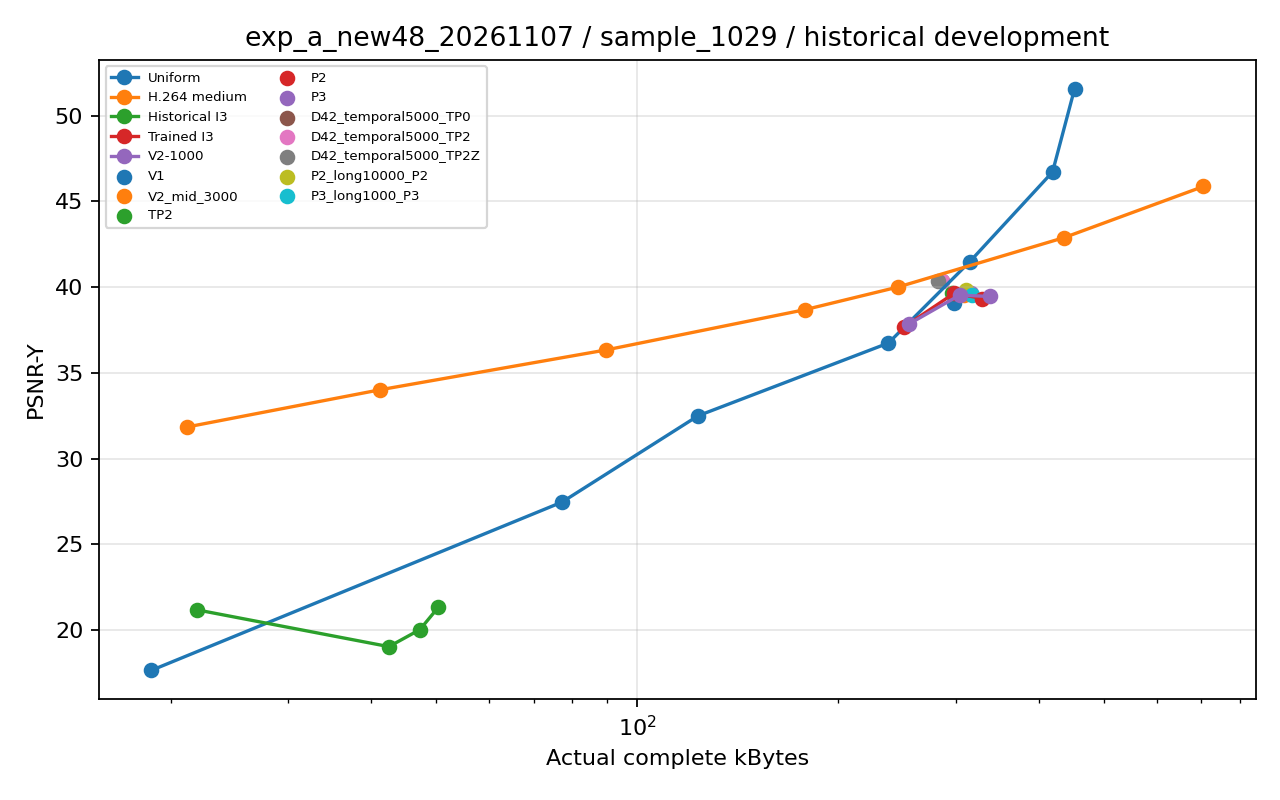 exp_a_new48_20261107 / sample_1029 / historical development
Uniform
H.264 medium
Historical I3
Trained I3
V2-1000
V1
V2_mid_3000
TP2
P2
P3
D42_temporal5000_TP0
D42_temporal5000_TP2
D42_temporal5000_TP2Z
P2_long10000_P2
P3_long1000_P3
PSNR-Y
50
45
40
35
30
25
20
10²
Actual complete kBytes